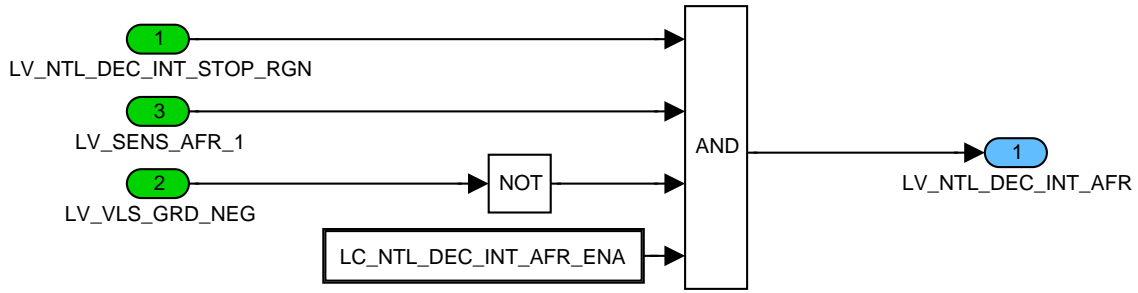 1
LV_NTL_DEC_INT_STOP_RGN
3
LV_SENS_AFR_1
2
LV_VLS_GRD_NEG
NOT
LC_NTL_DEC_INT_AFR_ENA
AND
1
LV_NTL_DEC_INT_AFR